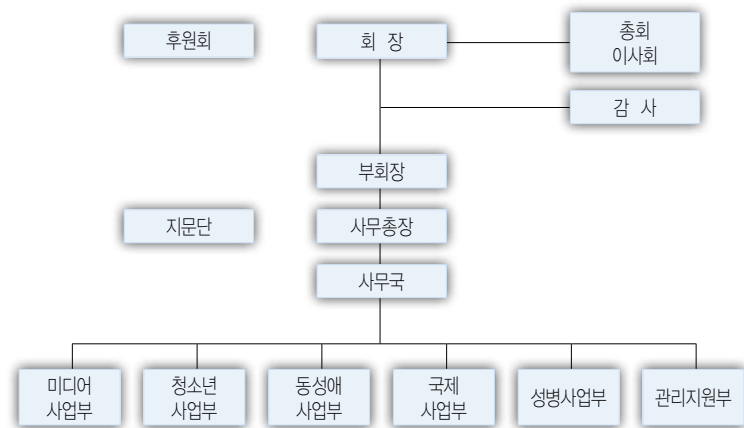 후원회
회 장
총회
이사회
감 사
부회장
지문단
사무총장
사무국
미디어
사업부
청소년
사업부
동성애
사업부
국제
사업부
성병사업부
관리지원부